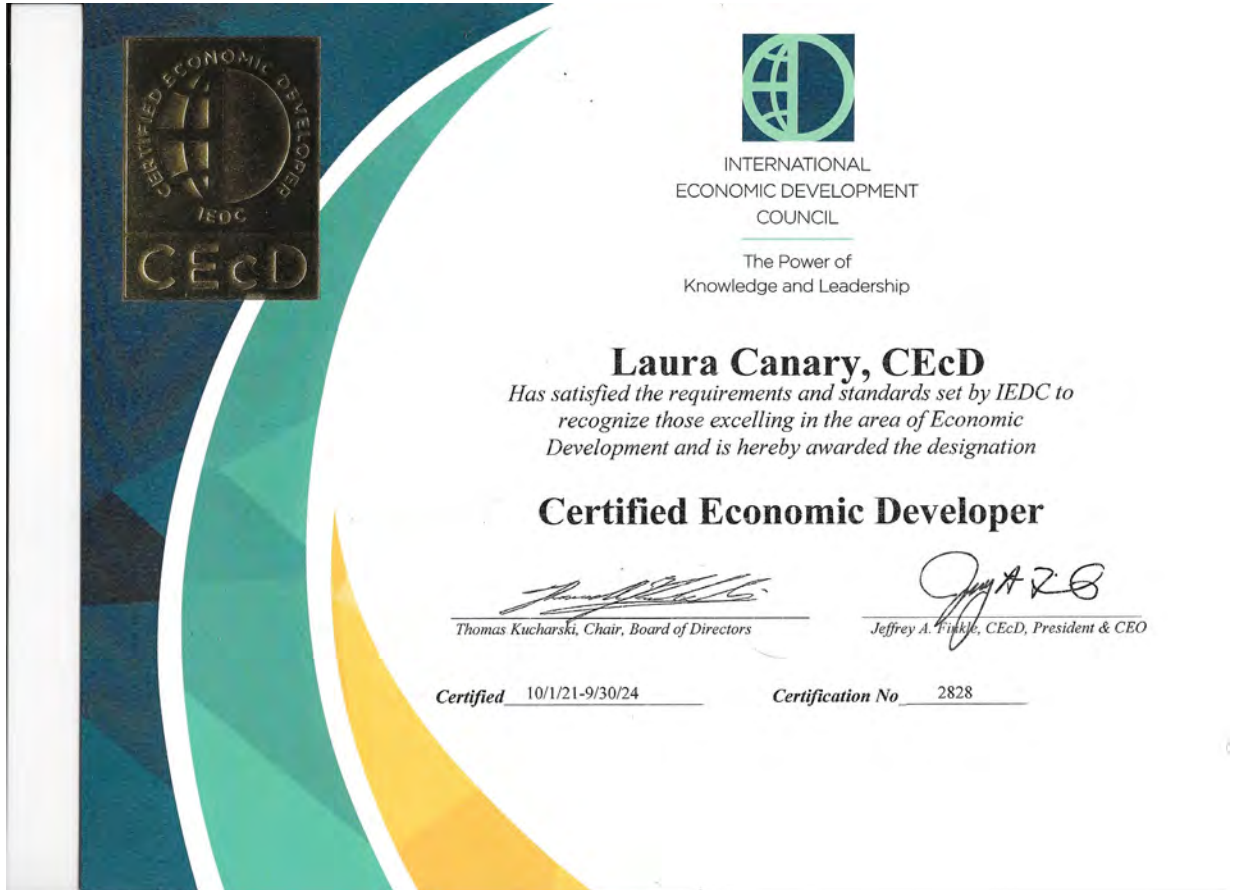 CERTIFIED ECONOMIC DEVELOPER
IEDC
CEcD
INTERNATIONAL
ECONOMIC DEVELOPMENT
COUNCIL
The Power of
Knowledge and Leadership
Laura Canary, CEcD
Has satisfied the requirements and standards set by IEDC to
recognize those excelling in the area of Economic
Development and is hereby awarded the designation
Certified Economic Developer
Thomas Kucharski, Chair, Board of Directors
Jeffrey A. Finkle, CEcD, President & CEO
Certified 10/1/21-9/30/24
Certification No 2828